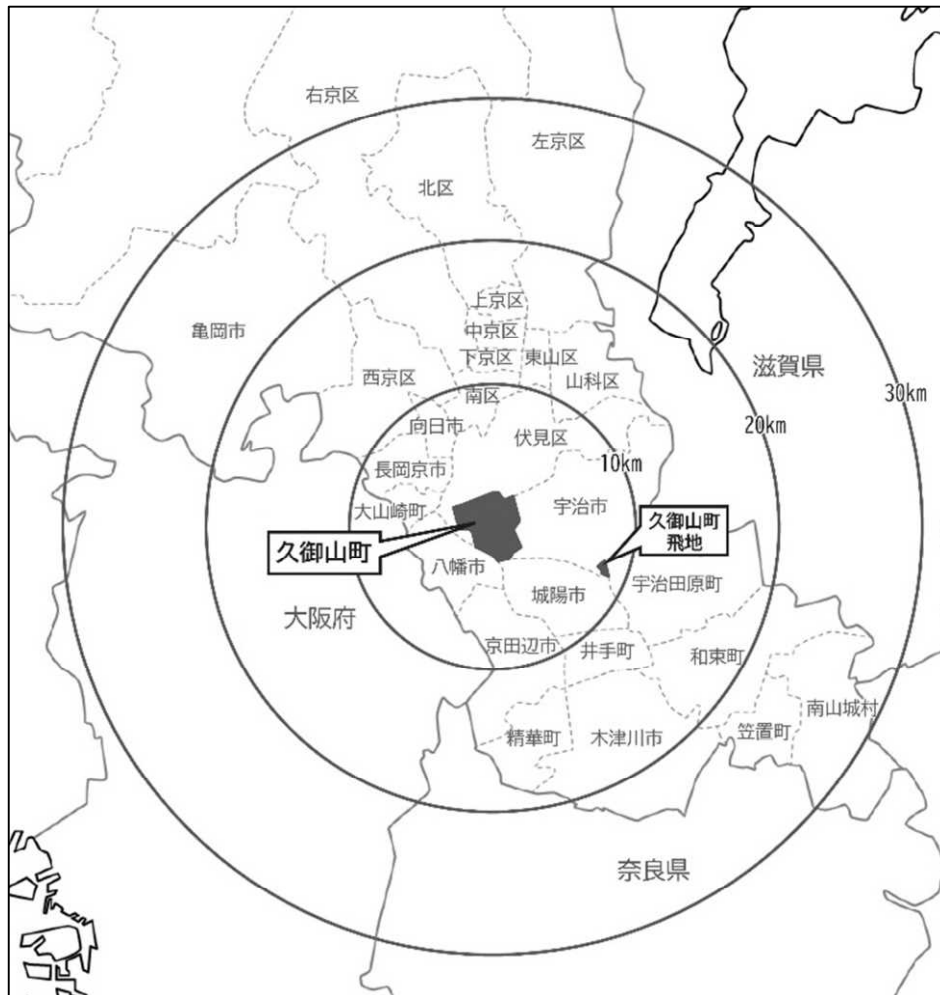 右京区
左京区
北区
上京区
亀岡市
中京区
下京区
東山区
滋賀県
西京区
山科区
南区
30km
向日市
20km
伏見区
長岡京市
10km
大山崎町
宇治市
久御山町
飛地
久御山町
八幡市
宇治田原町
城陽市
大阪府
京田辺市
井手町
和束町
南山城村
精華町
木津川市
笠置町
奈良県